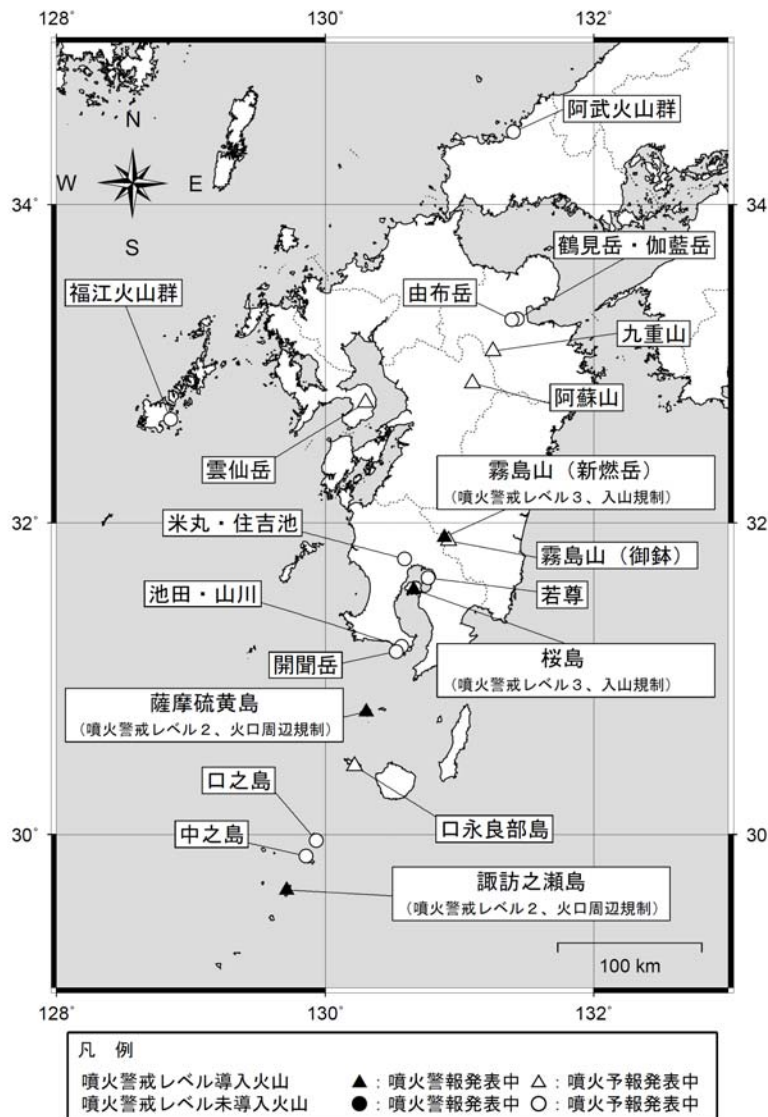 128° 130° 132°
N
W E
S
34°
34
32°
32
30°
30
阿武火山群
鶴見岳・伽藍岳
由布岳
福江火山群
九重山
阿蘇山
雲仙岳
霧島山（新燃岳）
（噴火警戒レベル３、入山規制）
米丸・住吉池
霧島山（御鉢）
池田・山川
若尊
開聞岳
桜島
（噴火警戒レベル３、入山規制）
薩摩硫黄島
（噴火警戒レベル２、火口周辺規制）
口之島
口永良部島
中之島
諏訪之瀬島
（噴火警戒レベル２、火口周辺規制）
100 km
128° 130° 132°
凡 例
噴火警戒レベル導入火山 ▲：噴火警報発表中 △：噴火予報発表中
噴火警戒レベル未導入火山 ●：噴火警報発表中 ○：噴火予報発表中